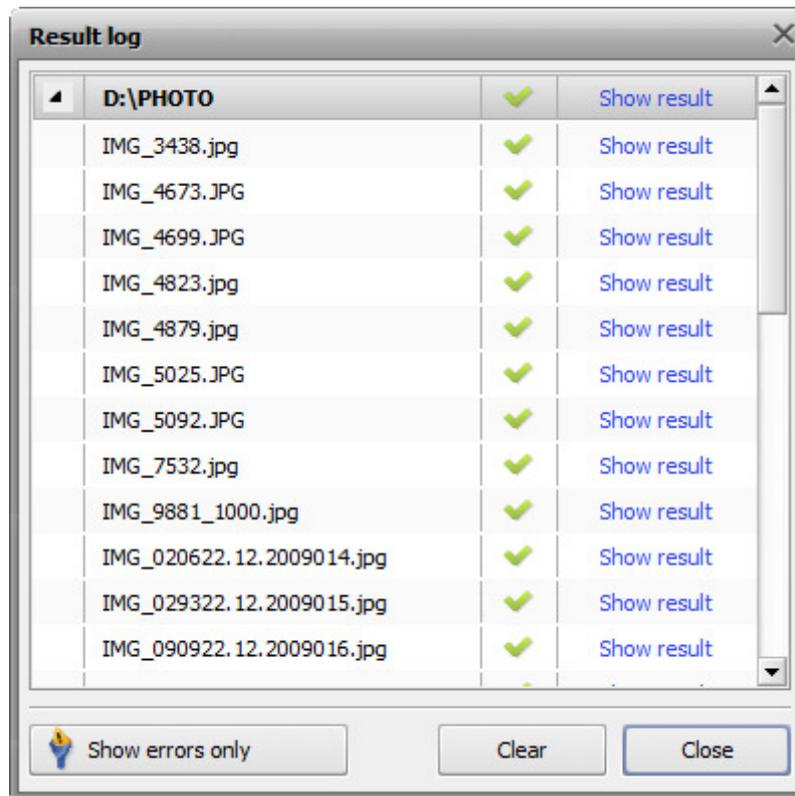 Result log
D:\PHOTO Show result
IMG_3438.jpg Show result
IMG_4673.JPG Show result
IMG_4699.JPG Show result
IMG_4823.jpg Show result
IMG_4879.jpg Show result
IMG_5025.JPG Show result
IMG_5092.JPG Show result
IMG_7532.jpg Show result
IMG_9881_1000.jpg Show result
IMG_020622.12.2009014.jpg Show result
IMG_029322.12.2009015.jpg Show result
IMG_090922.12.2009016.jpg Show result
Show errors only Clear Close